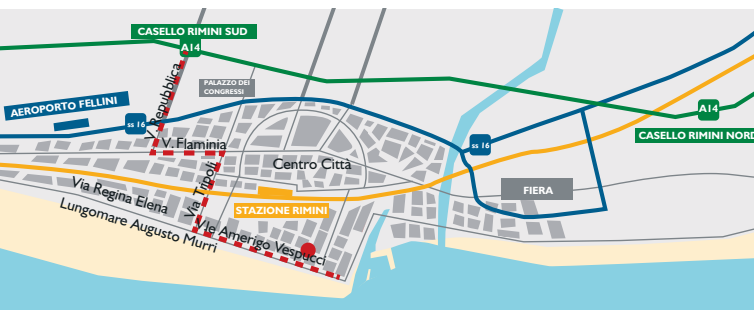 CASELLO RIMINI SUD
A14
PALAZZO DEI
CONGRESSI
V. Repubblica
AEROPORTO FELLINI
ss 16
V. Flaminia
Centro Città
ss 16
A14
CASELLO RIMINI NORD
FIERA
Via Tripoli
Via Regina Elena
STAZIONE RIMINI
Lungomare Augusto Murri
V.le Amerigo Vespucci